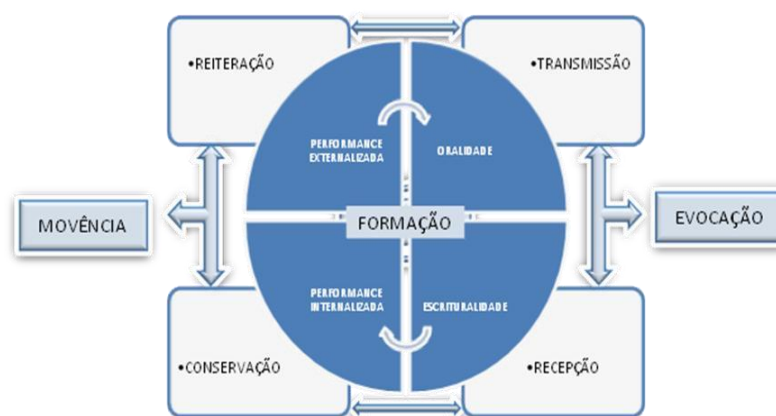 •REITERAÇÃO
•TRANSMISSÃO
PERFORMANCE
EXTERNALIZADA
ORALIDADE
MOVÊNCIA
FORMAÇÃO
EVOCAÇÃO
PERFORMANCE
INTERNALIZADA
ESCRITURALIDADE
•CONSERVAÇÃO
•RECEPÇÃO